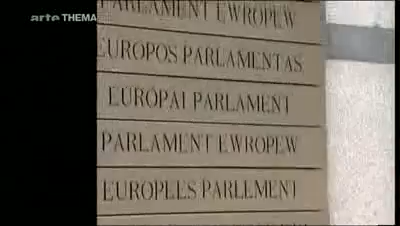 arte THEMA
PARLAMENT EWROPEW
EUROPOS PARLAMENTAS
EURÓPAI PARLAMENT
PARLAMENT EWROPEW
EUROPEES PARLEMENT